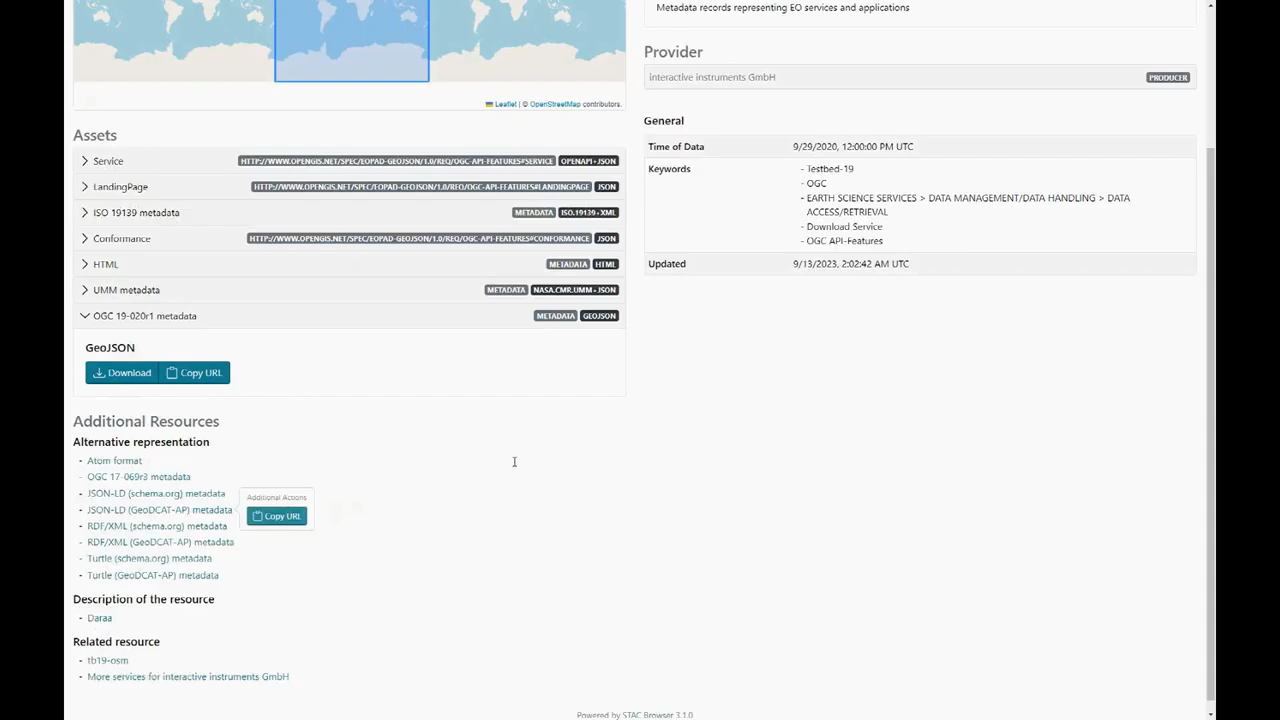 Metadata records representing EO services and applications
Provider
interactive instruments GmbH PRODUCER
Leaflet | © OpenStreetMap contributors.
General
Assets
Time of Data 9/29/2020, 12:00:00 PM UTC
Keywords - Testbed-19
- OGC
- EARTH SCIENCE SERVICES > DATA MANAGEMENT/DATA HANDLING > DATA
ACCESS/RETRIEVAL
- Download Service
- OGC API-Features
Updated 9/13/2023, 2:02:42 AM UTC
Service HTTP://WWW.OPENGIS.NET/SPEC/EOPAD-GEOJSON/1.0/REQ/OGC-API-FEATURES#SERVICE OPENAPI+JSON
LandingPage HTTP://WWW.OPENGIS.NET/SPEC/EOPAD-GEOJSON/1.0/REQ/OGC-API-FEATURES#LANDINGPAGE JSON
ISO 19139 metadata METADATA ISO.19139+XML
Conformance HTTP://WWW.OPENGIS.NET/SPEC/EOPAD-GEOJSON/1.0/REQ/OGC-API-FEATURES#CONFORMANCE JSON
HTML METADATA HTML
UMM metadata METADATA NASA.CMR.UMM+JSON
OGC 19-020r1 metadata METADATA GEOJSON
GeoJSON
Download Copy URL
Additional Resources
Alternative representation
- Atom format
- OGC 17-069r3 metadata
- JSON-LD (schema.org) metadata
Additional Actions
- JSON-LD (GeoDCAT-AP) metadata
Copy URL
- RDF/XML (schema.org) metadata
- RDF/XML (GeoDCAT-AP) metadata
- Turtle (schema.org) metadata
- Turtle (GeoDCAT-AP) metadata
Description of the resource
- Daraa
Related resource
- tb19-osm
- More services for interactive instruments GmbH
Powered by STAC Browser 3.1.0